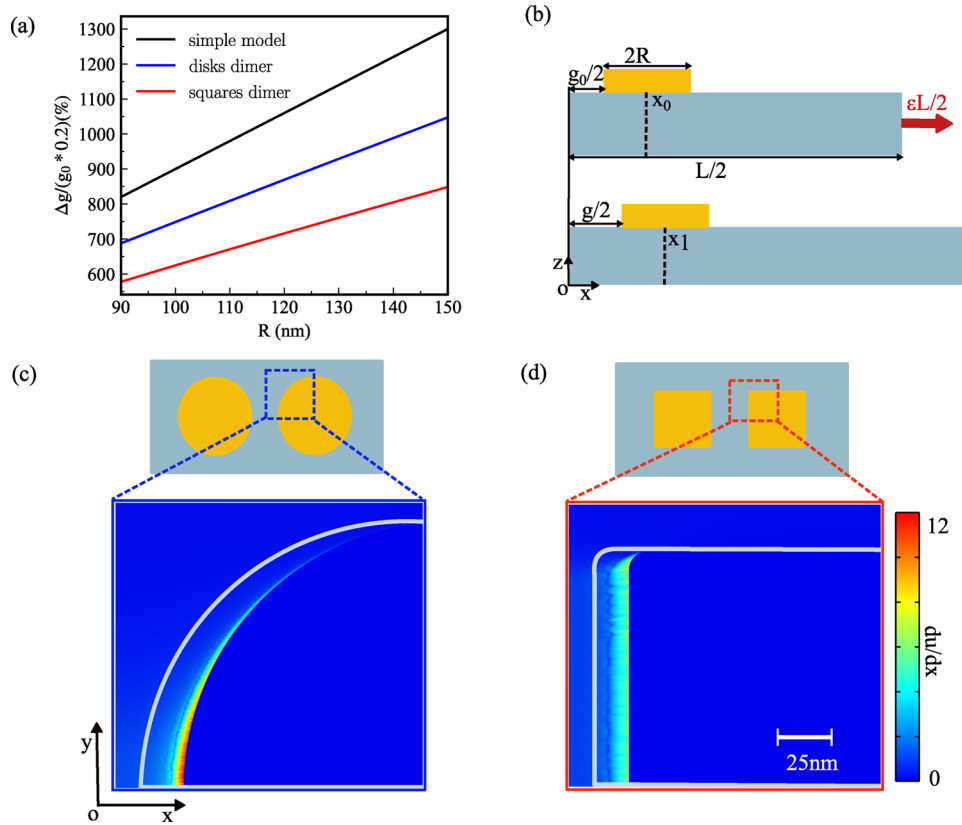 (a)
1300
1200
1100
1000
900
800
700
600
Δg/(g₀ * 0.2)(%)
simple model
disks dimer
squares dimer
90
100
110
120
130
140
150
R (nm)
(b)
g₀/2
2R
x₀
εL/2
L/2
g/2
x1
z
o
x
(c)
y
o
x
(d)
25nm
12
du/dx
0